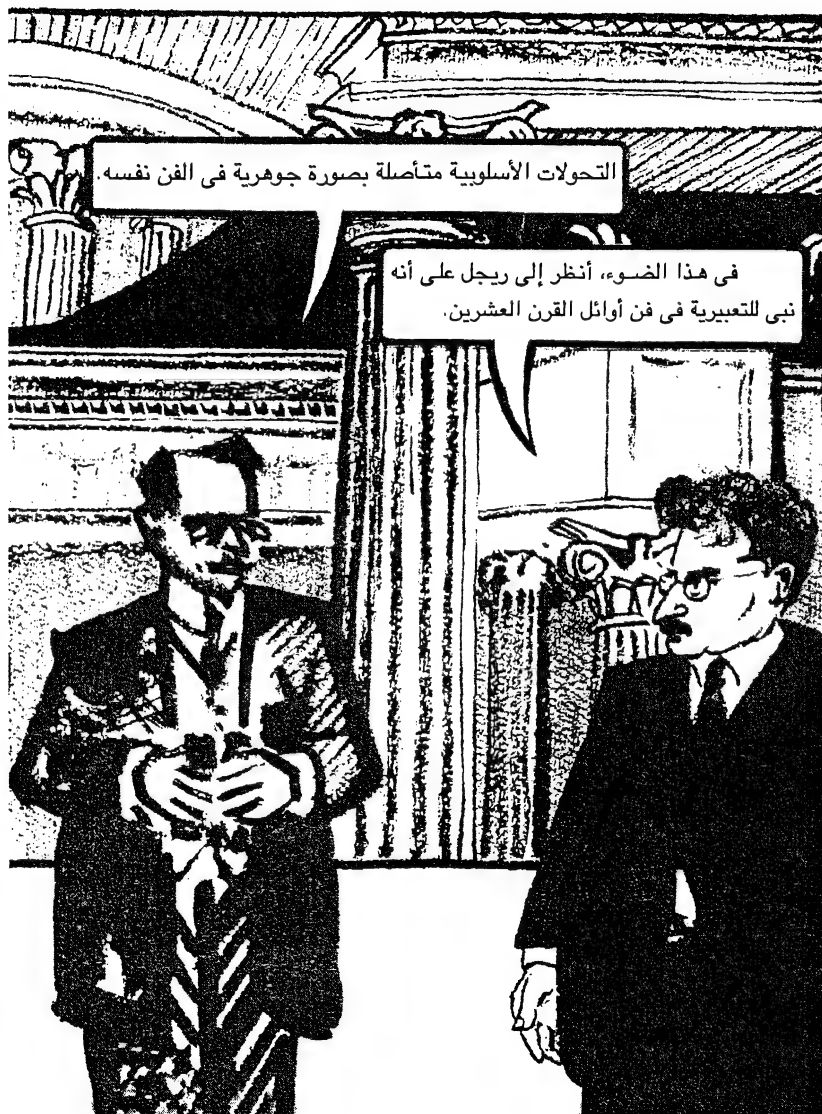 التحولات الأسلوبية متأصلة بصورة جوهرية فى الفن نفسه.
فى هذا الضوء، أنظر إلى ريجل على أنه
نبى للتعبيرية فى فن أوائل القرن العشرين.